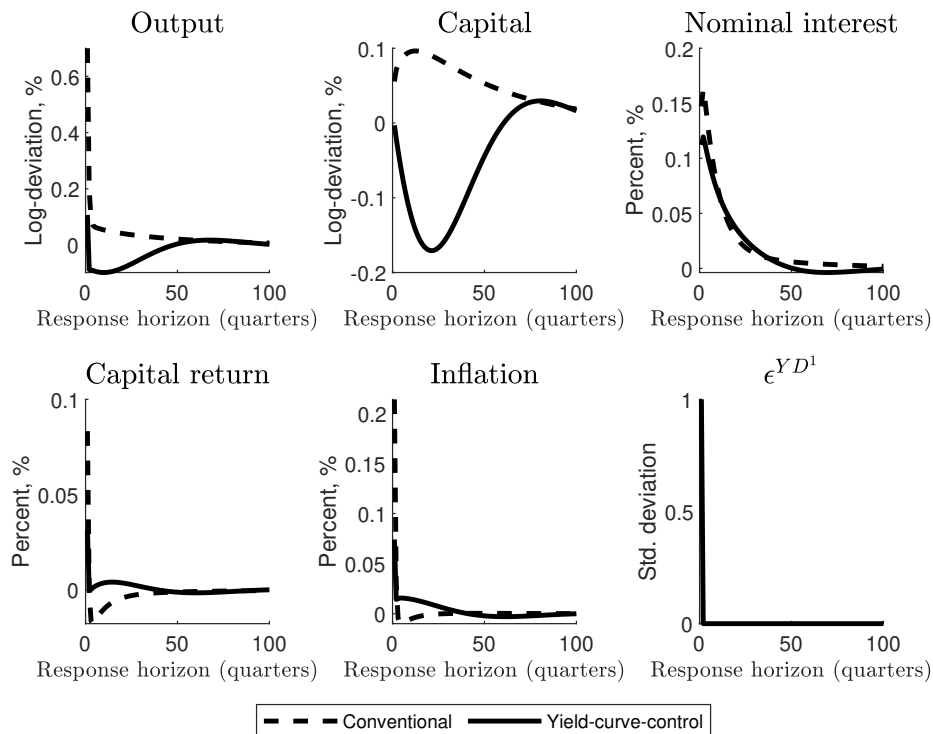 Output
Capital
Nominal interest
Log-deviation, %
0.6
0.4
0.2
0
0
50
100
Response horizon (quarters)
Log-deviation, %
0.1
0
-0.1
-0.2
0
50
100
Response horizon (quarters)
Percent, %
0.2
0.15
0.1
0.05
0
0
50
100
Response horizon (quarters)
Capital return
Inflation
ϵ^{YD^1}
Percent, %
0.1
0.05
0
0
50
100
Response horizon (quarters)
Percent, %
0.2
0.15
0.1
0.05
0
0
50
100
Response horizon (quarters)
Std. deviation
1
0.5
0
0
50
100
Response horizon (quarters)
Conventional
Yield-curve-control